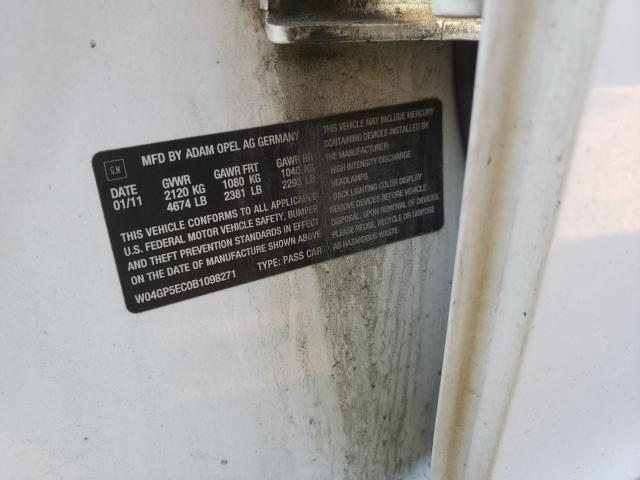 GM
MFD BY ADAM OPEL AG GERMANY
DATE GVWR GAWR FRT GAWR RR
01/11 2120 KG 1080 KG 1040 KG
4674 LB 2381 LB 2293 LB
THIS VEHICLE CONFORMS TO ALL APPLICABLE
U.S. FEDERAL MOTOR VEHICLE SAFETY, BUMPER
AND THEFT PREVENTION STANDARDS IN EFFECT
ON THE DATE OF MANUFACTURE SHOWN ABOVE
W04GP5EC0B1098271 TYPE: PASS CAR
THIS VEHICLE MAY INCLUDE MERCURY
CONTAINING DEVICES INSTALLED BY
THE MANUFACTURER:
- HIGH INTENSITY DISCHARGE
HEADLAMPS
- BACK LIGHTING COLOR DISPLAY
REMOVE DEVICES BEFORE VEHICLE
DISPOSAL. UPON REMOVAL OF DEVICES,
PLEASE REUSE, RECYCLE OR DISPOSE
AS HAZARDOUS WASTE